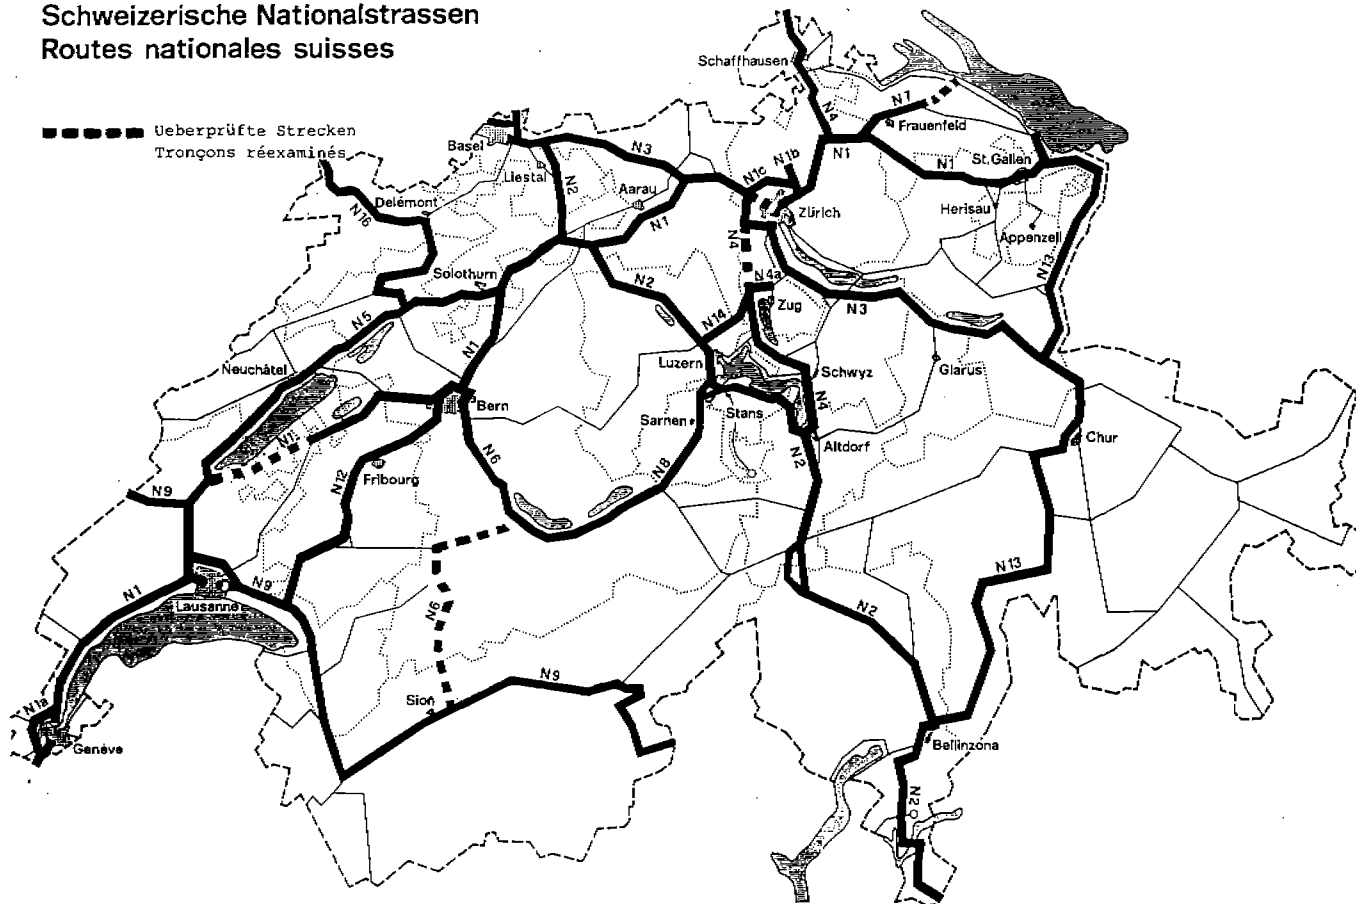 Schweizerische Nationalstrassen
Routes nationales suisses
Ueberprüfte Strecken
Tronçons réexaminés
Schaffhausen
N4
N7
Frauenfeld
N1
N1
St.Gallen
Basel
N3
N1b
N1c
Liestal
N2
Aarau
Delémont
N16
N1
Zürich
Herisau
Appenzell
N13
N4
Solothurn
N2
N4a
Zug
N3
N14
N5
N1
Neuchâtel
Luzern
Schwyz
Glarus
Bern
N4
Stans
Sarnen
Altdorf
Chur
N1
N6
N2
N12
Fribourg
N8
N9
N13
N9
N1
Lausanne
N6
N2
N9
Sion
N1a
Genève
Bellinzona
N2